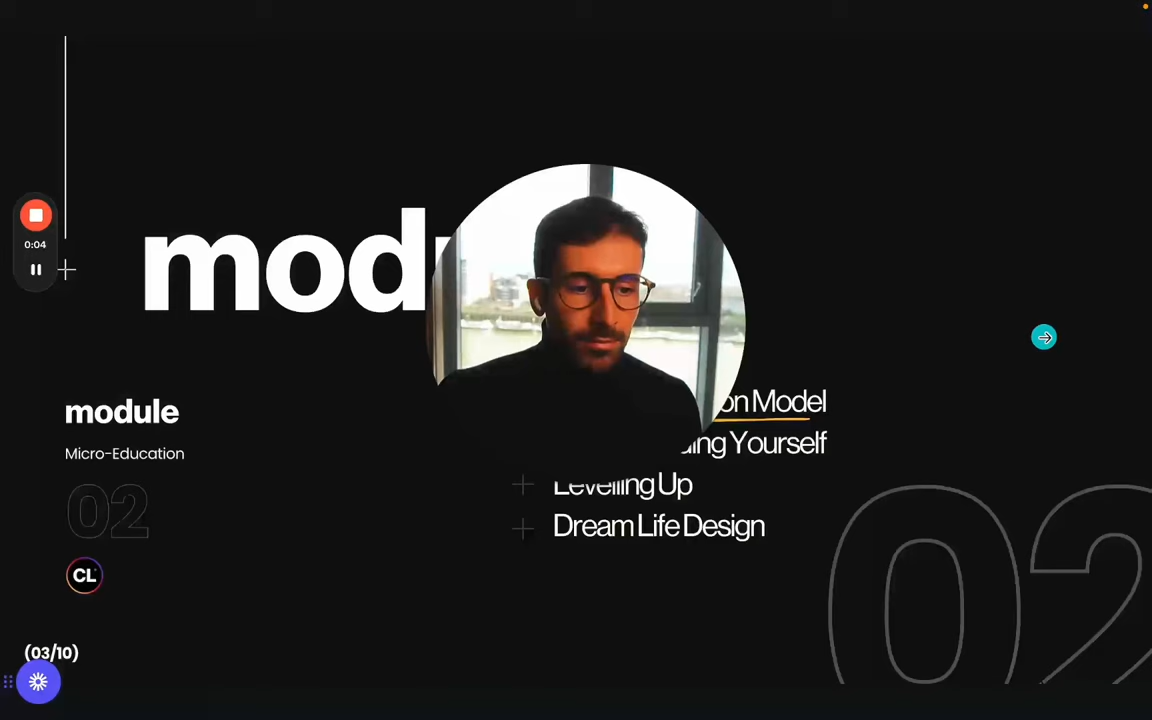 0:04
mod
module
Micro-Education
02
CL
(03/10)
on Model
ing Yourself
Levelling Up
Dream Life Design
02